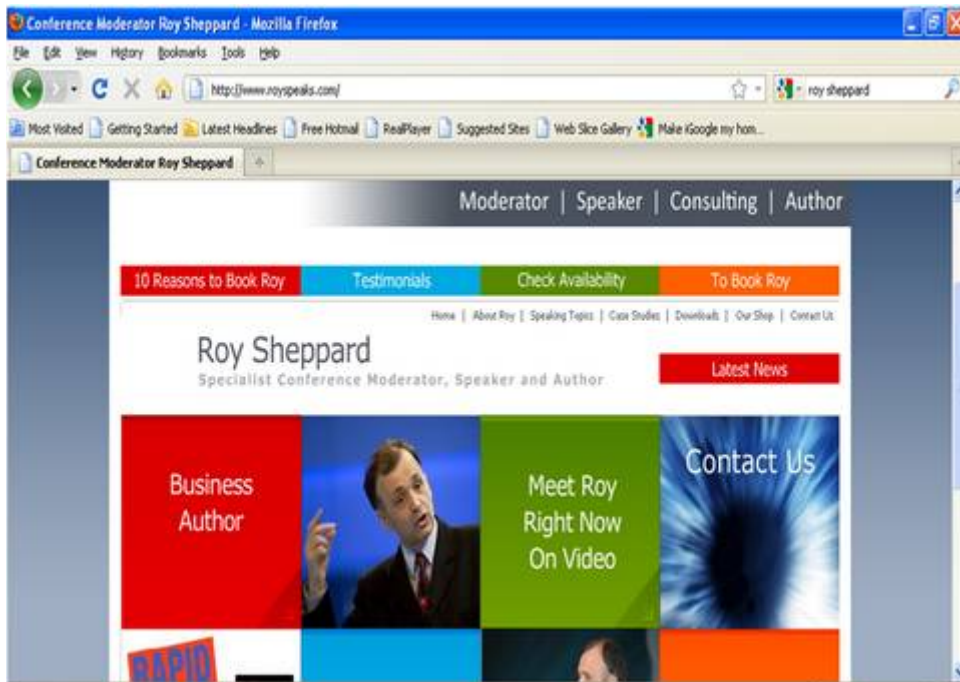 Conference Moderator Roy Sheppard - Mozilla Firefox
File Edit View History Bookmarks Tools Help
http://www.royspeaks.com/ roy sheppard
Most Visited Getting Started Latest Headlines Free Hotmail RealPlayer Suggested Sites Web Slice Gallery Make iGoogle my hom...
Conference Moderator Roy Sheppard
Moderator | Speaker | Consulting | Author
10 Reasons to Book Roy Testimonials Check Availability To Book Roy
Home | About Roy | Speaking Topics | Case Studies | Downloads | Our Shop | Contact Us
Roy Sheppard
Specialist Conference Moderator, Speaker and Author
Latest News
Business
Author
Meet Roy
Right Now
On Video
Contact Us
RAPID